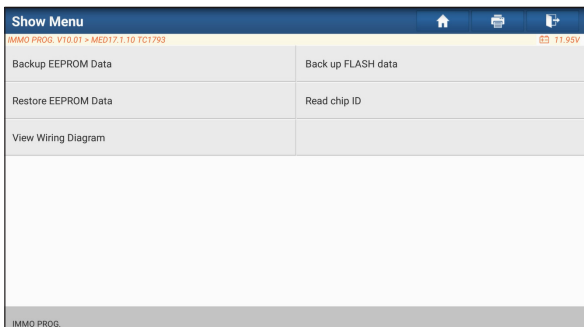 Show Menu
IMMO PROG. V10.01 > MED17.1.10 TC1793 11.95V
Backup EEPROM Data Back up FLASH data
Restore EEPROM Data Read chip ID
View Wiring Diagram
IMMO PROG.